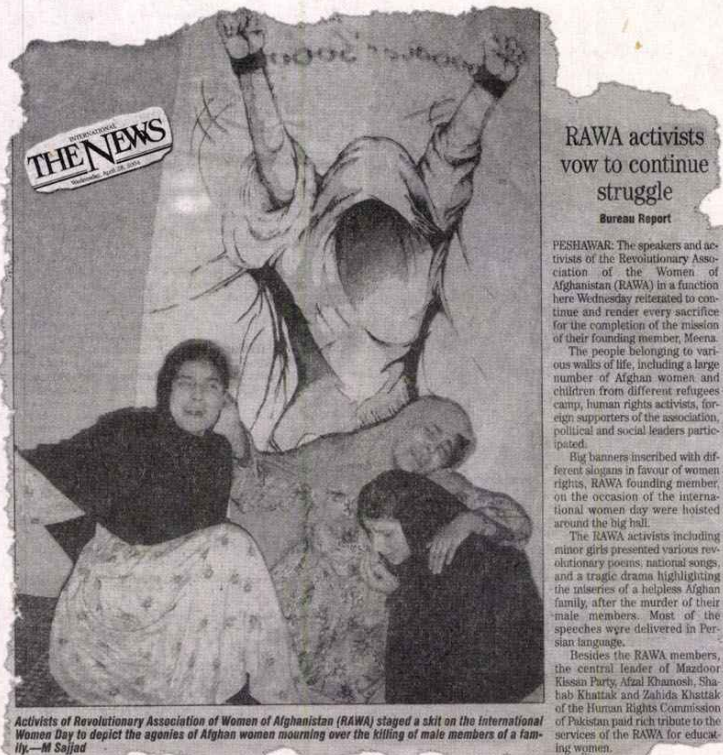 INTERNATIONAL
THE NEWS
Wednesday, April 28, 2004
RAWA activists
vow to continue
struggle
Bureau Report
PESHAWAR: The speakers and ac-
tivists of the Revolutionary Asso-
ciation of the Women of
Afghanistan (RAWA) in a function
here Wednesday reiterated to con-
tinue and render every sacrifice
for the completion of the mission
of their founding member, Meena.
The people belonging to vari-
ous walks of life, including a large
number of Afghan women and
children from different refugees
camp, human rights activists, for-
eign supporters of the association,
political and social leaders partic-
ipated.
Big banners inscribed with dif-
ferent slogans in favour of women
rights, RAWA founding member,
on the occasion of the interna-
tional women day were hoisted
around the big hall.
The RAWA activists including
minor girls presented various rev-
olutionary poems, national songs,
and a tragic drama highlighting
the miseries of a helpless Afghan
family, after the murder of their
male members. Most of the
speeches were delivered in Per-
sian language.
Besides the RAWA members,
the central leader of Mazdoor
Kissan Party, Afzal Khamosh, Sha-
hab Khattak and Zahida Khattak
of the Human Rights Commission
of Pakistan paid rich tribute to the
services of the RAWA for educat-
ing women.
Activists of Revolutionary Association of Women of Afghanistan (RAWA) staged a skit on the International
Women Day to depict the agonies of Afghan women mourning over the killing of male members of a fam-
ily.—M Sajjad